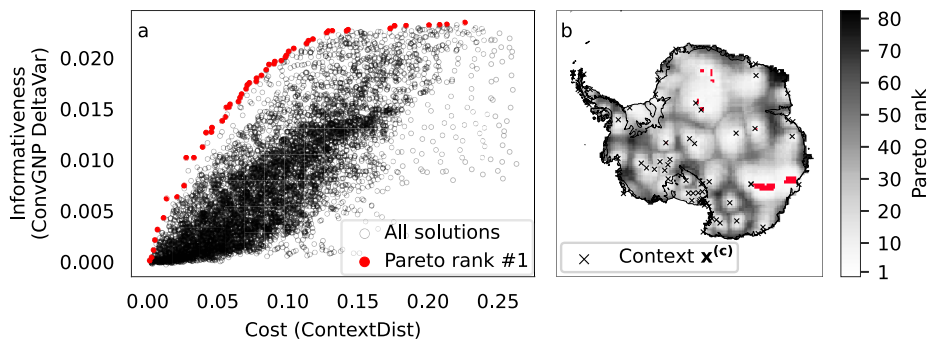 a
Informativeness
(ConvGNP DeltaVar)
0.020
0.015
0.010
0.005
0.000
0.00 0.05 0.10 0.15 0.20 0.25
Cost (ContextDist)
All solutions
Pareto rank #1
b
Context x(c)
80
70
60
50
40
30
20
10
1
Pareto rank